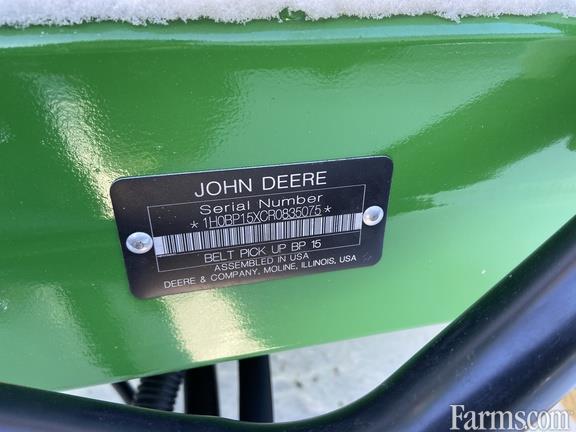 JOHN DEERE
Serial Number
* 1H0BP15XCR0835075 *
BELT PICK UP BP 15
ASSEMBLED IN USA
DEERE & COMPANY, MOLINE, ILLINOIS, USA
Farms.com